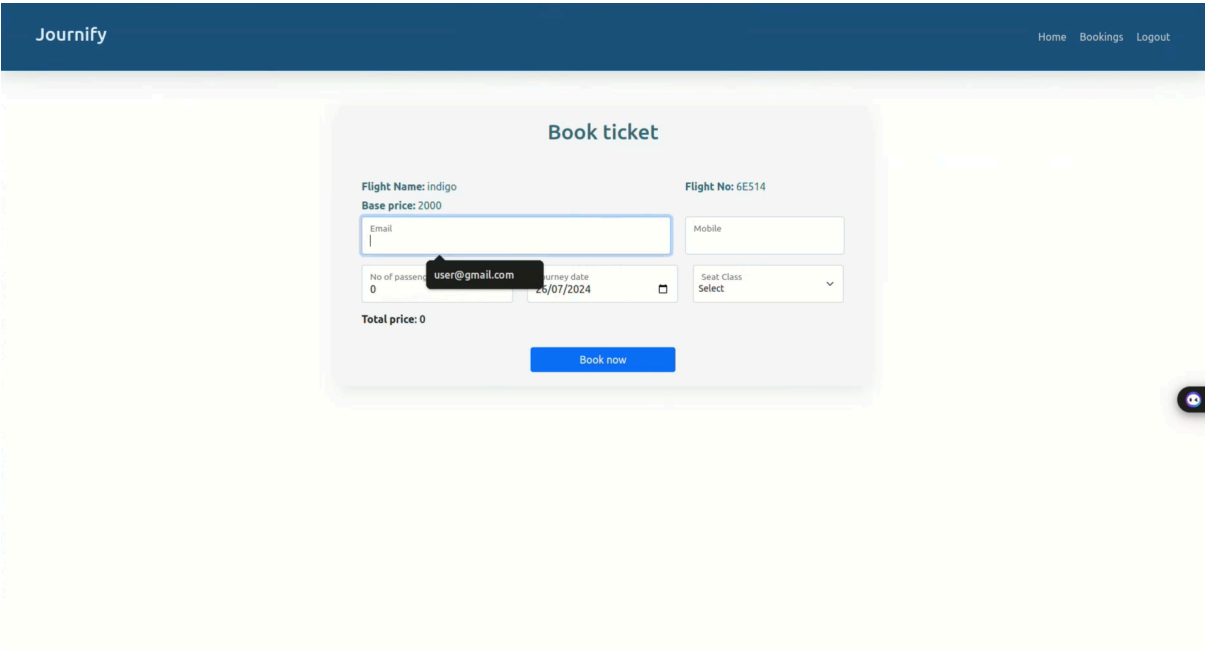 Journify
Home Bookings Logout
Book ticket
Flight Name: indigo Flight No: 6E514
Base price: 2000
Email Mobile
user@gmail.com
No of passeng urney date Seat Class
0 26/07/2024 Select
Total price: 0
Book now